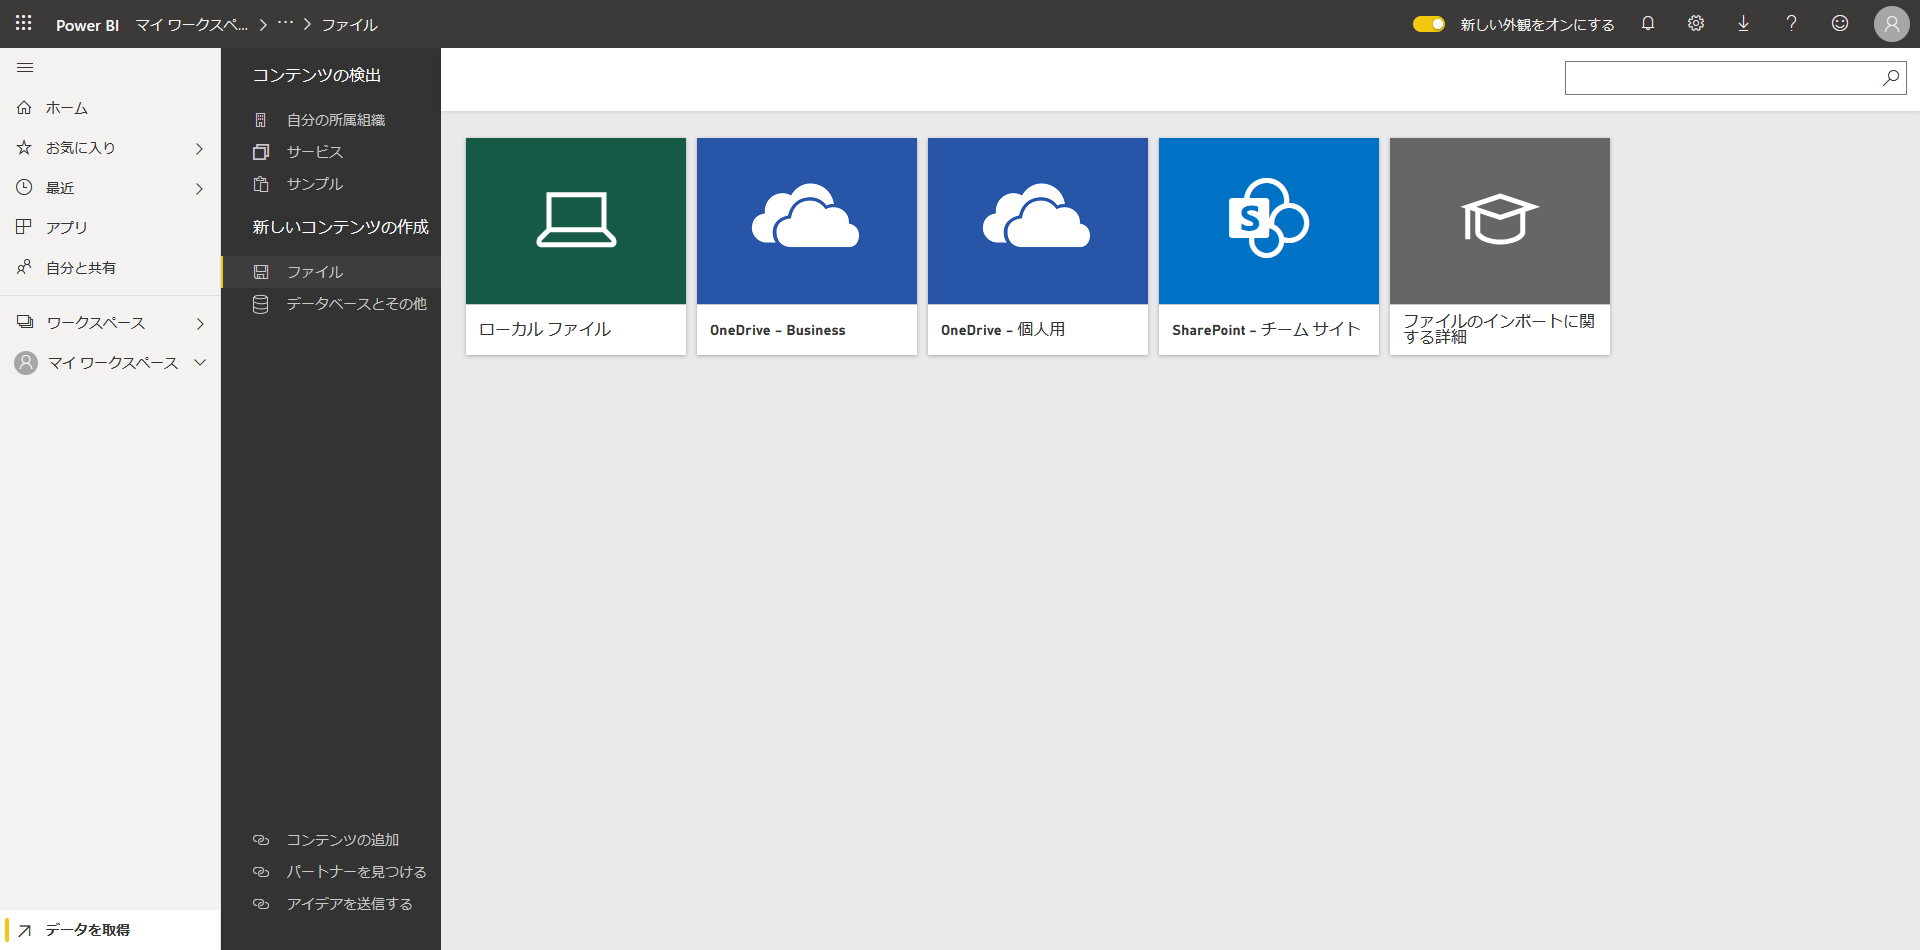 Power BI マイ ワークスペ... > ... > ファイル
新しい外観をオンにする
ホーム
お気に入り
最近
アプリ
自分と共有
ワークスペース
マイ ワークスペース
データを取得
コンテンツの検出
自分の所属組織
サービス
サンプル
新しいコンテンツの作成
ファイル
データベースとその他
コンテンツの追加
パートナーを見つける
アイデアを送信する
ローカル ファイル
OneDrive – Business
OneDrive – 個人用
S
SharePoint – チーム サイト
ファイルのインポートに関
する詳細